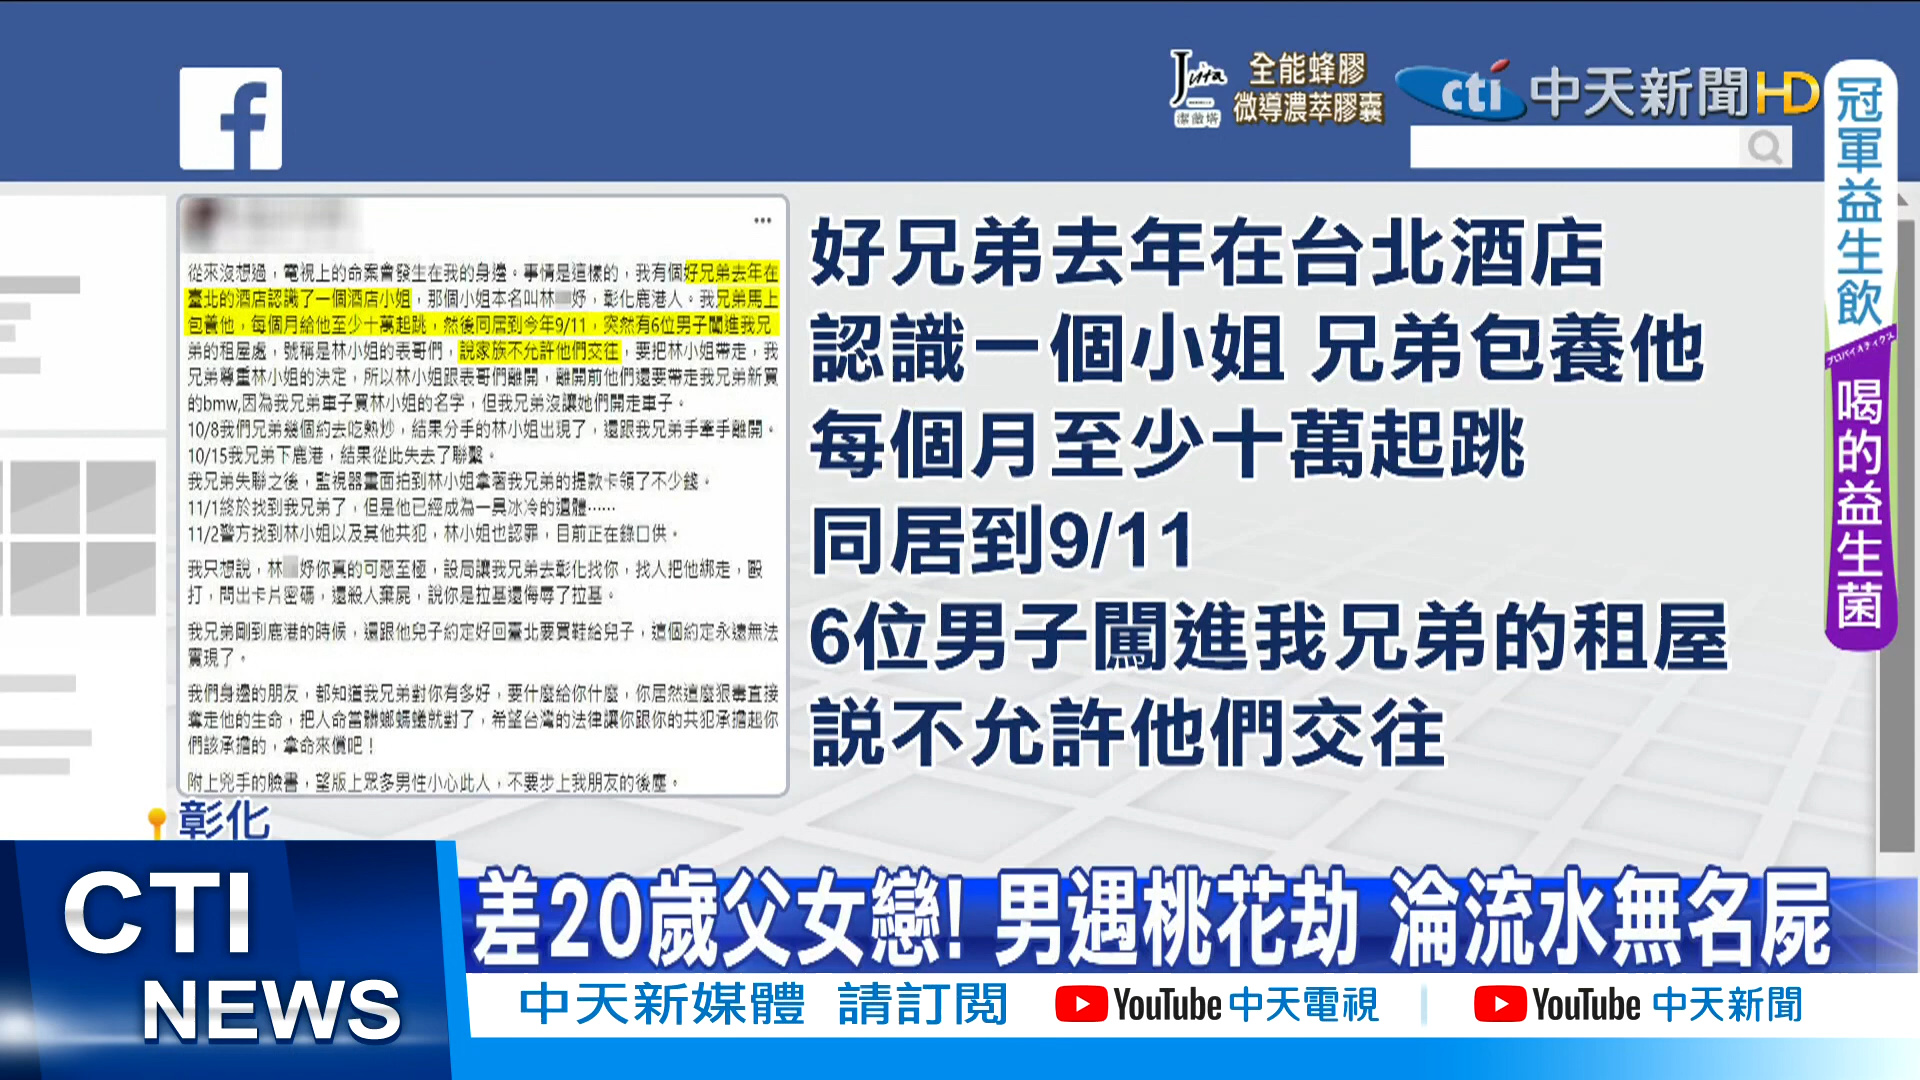 Jvita
潔薇塔
全能蜂膠
微導濃萃膠囊
cti 中天新聞HD
冠軍益生飲
プロバイオティクス
喝的益生菌
從來沒想過，電視上的命案會發生在我的身邊。事情是這樣的，我有個好兄弟去年在
臺北的酒店認識了一個酒店小姐，那個小姐本名叫林 妤，彰化鹿港人。我兄弟馬上
包養他，每個月給他至少十萬起跳，然後同居到今年9/11，突然有6位男子闖進我兄
弟的租屋處，號稱是林小姐的表哥們，說家族不允許他們交往，要把林小姐帶走，我
兄弟尊重林小姐的決定，所以林小姐跟表哥們離開，離開前他們還要帶走我兄弟新買
的bmw,因為我兄弟車子買林小姐的名字，但我兄弟沒讓她們開走車子。
10/8我們兄弟幾個約去吃熱炒，結果分手的林小姐出現了，還跟我兄弟手牽手離開。
10/15我兄弟下鹿港，結果從此失去了聯繫。
我兄弟失聯之後，監視器畫面拍到林小姐拿著我兄弟的提款卡領了不少錢。
11/1終於找到我兄弟了，但是他已經成為一具冰冷的遺體……
11/2警方找到林小姐以及其他共犯，林小姐也認罪，目前正在錄口供。
我只想說，林 妤你真的可惡至極，設局讓我兄弟去彰化找你，找人把他綁走，毆
打，問出卡片密碼，還殺人棄屍，說你是垃基還侮辱了垃基。
我兄弟剛到鹿港的時候，還跟他兒子約定好回臺北要買鞋給兒子，這個約定永遠無法
實現了。
我們身邊的朋友，都知道我兄弟對你有多好，要什麼給你什麼，你居然這麼狠毒直接
奪走他的生命，把人命當蟑螂螞蟻就對了，希望台灣的法律讓你跟你的共犯承擔起你
們該承擔的，拿命來償吧！
附上兇手的臉書，望版上眾多男性小心此人，不要步上我朋友的後塵。
好兄弟去年在台北酒店
認識一個小姐 兄弟包養他
每個月至少十萬起跳
同居到9/11
6位男子闖進我兄弟的租屋
說不允許他們交往
彰化
CTI
NEWS
差20歲父女戀! 男遇桃花劫 淪流水無名屍
中天新媒體 請訂閱 YouTube 中天電視 | YouTube 中天新聞